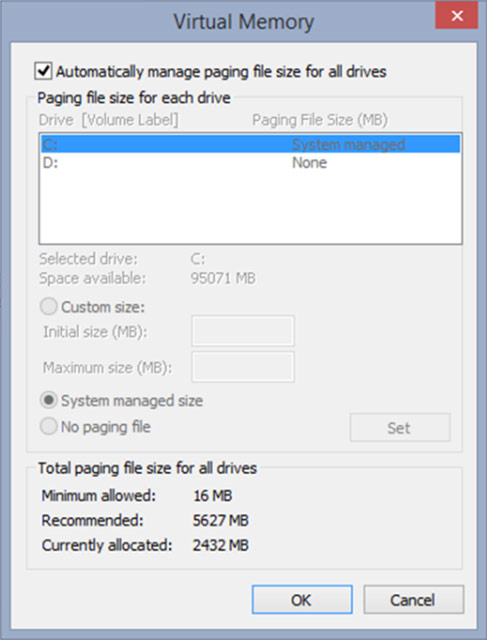 Virtual Memory
Automatically manage paging file size for all drives
Paging file size for each drive
Drive [Volume Label] Paging File Size (MB)
C: System managed
D: None
Selected drive: C:
Space available: 95071 MB
Custom size:
Initial size (MB):
Maximum size (MB):
System managed size
No paging file
Set
Total paging file size for all drives
Minimum allowed: 16 MB
Recommended: 5627 MB
Currently allocated: 2432 MB
OK Cancel